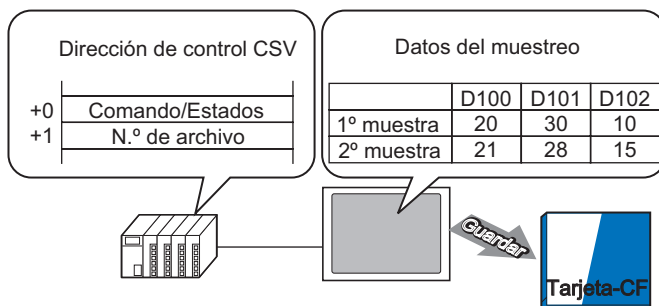 Dirección de control CSV
+0 Comando/Estados
+1 N.º de archivo
Datos del muestreo
D100 D101 D102
1º muestra 20 30 10
2º muestra 21 28 15
Guardar
Tarjeta-CF